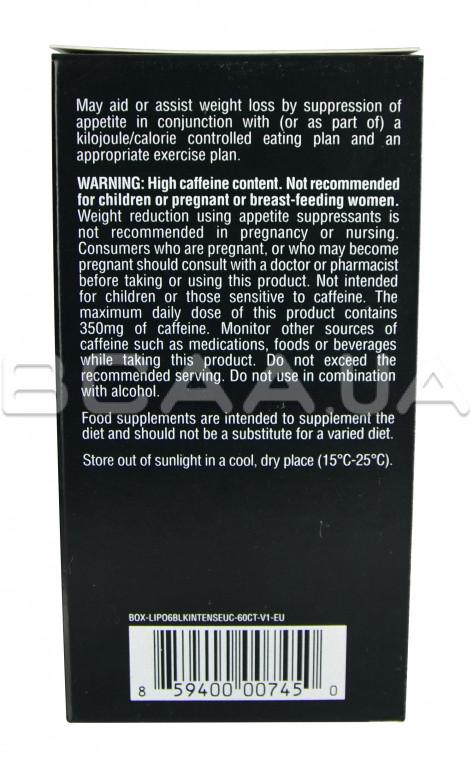 May aid or assist weight loss by suppression of
appetite in conjunction with (or as part of) a
kilojoule/calorie controlled eating plan and an
appropriate exercise plan.
WARNING: High caffeine content. Not recommended
for children or pregnant or breast-feeding women.
Weight reduction using appetite suppressants is
not recommended in pregnancy or nursing.
Consumers who are pregnant, or who may become
pregnant should consult with a doctor or pharmacist
before taking or using this product. Not intended
for children or those sensitive to caffeine. The
maximum daily dose of this product contains
350mg of caffeine. Monitor other sources of
caffeine such as medications, foods or beverages
while taking this product. Do not exceed the
recommended serving. Do not use in combination
with alcohol.
BCAA.UA
Food supplements are intended to supplement the
diet and should not be a substitute for a varied diet.
Store out of sunlight in a cool, dry place (15°C-25°C).
BOX-LIPO6BLKINTENSEUC-60CT-V1-EU
8 59400 00745 0